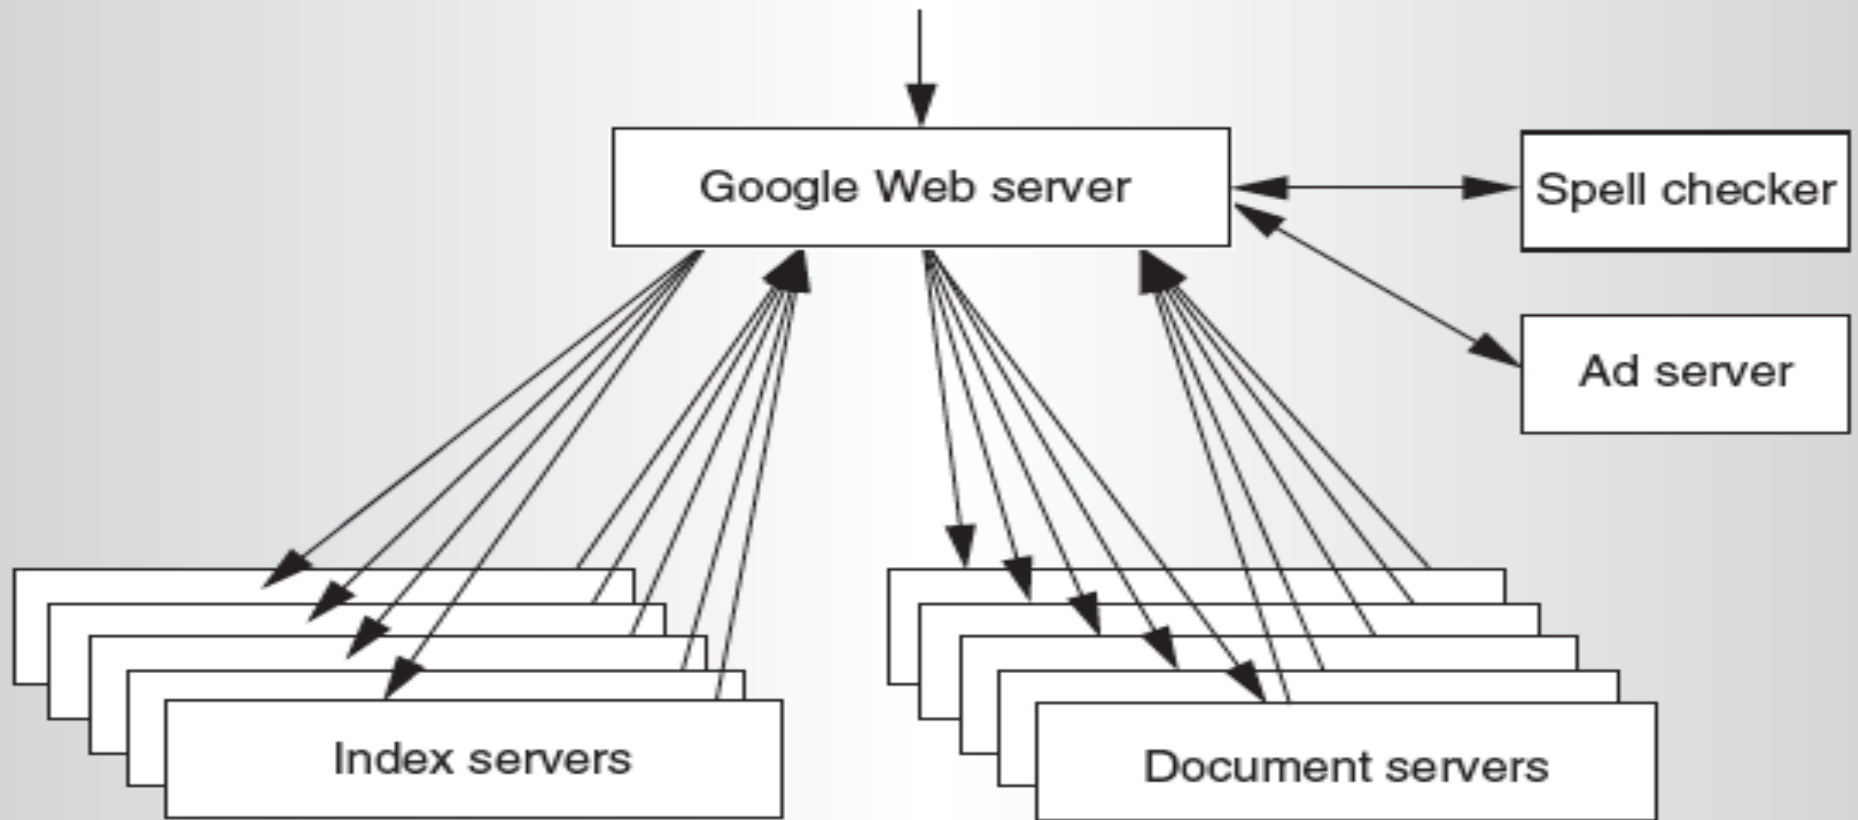 Google Web server
Spell checker
Ad server
Index servers
Document servers